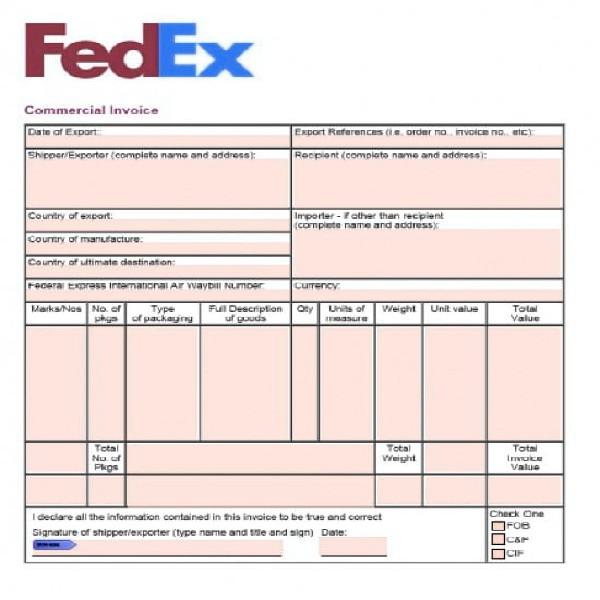 FedEx
Commercial Invoice
Date of Export:
Export References (i.e. order no., invoice no., etc):
Shipper/Exporter (complete name and address):
Recipient (complete name and address):
Country of export:
Importer - if other than recipient
(complete name and address):
Country of manufacture:
Country of ultimate destination:
Federal Express International Air Waybill Number:
Currency:
Marks/Nos
No. of
pkgs
Type
of packaging
Full Description
of goods
Qty
Units of
measure
Weight
Unit value
Total
Value
Total
No. of
Pkgs
Total
Weight
Total
Invoice
Value
I declare all the information contained in this invoice to be true and correct
Signature of shipper/exporter (type name and title and sign)
Date:
Check One
FOB
C&F
CIF